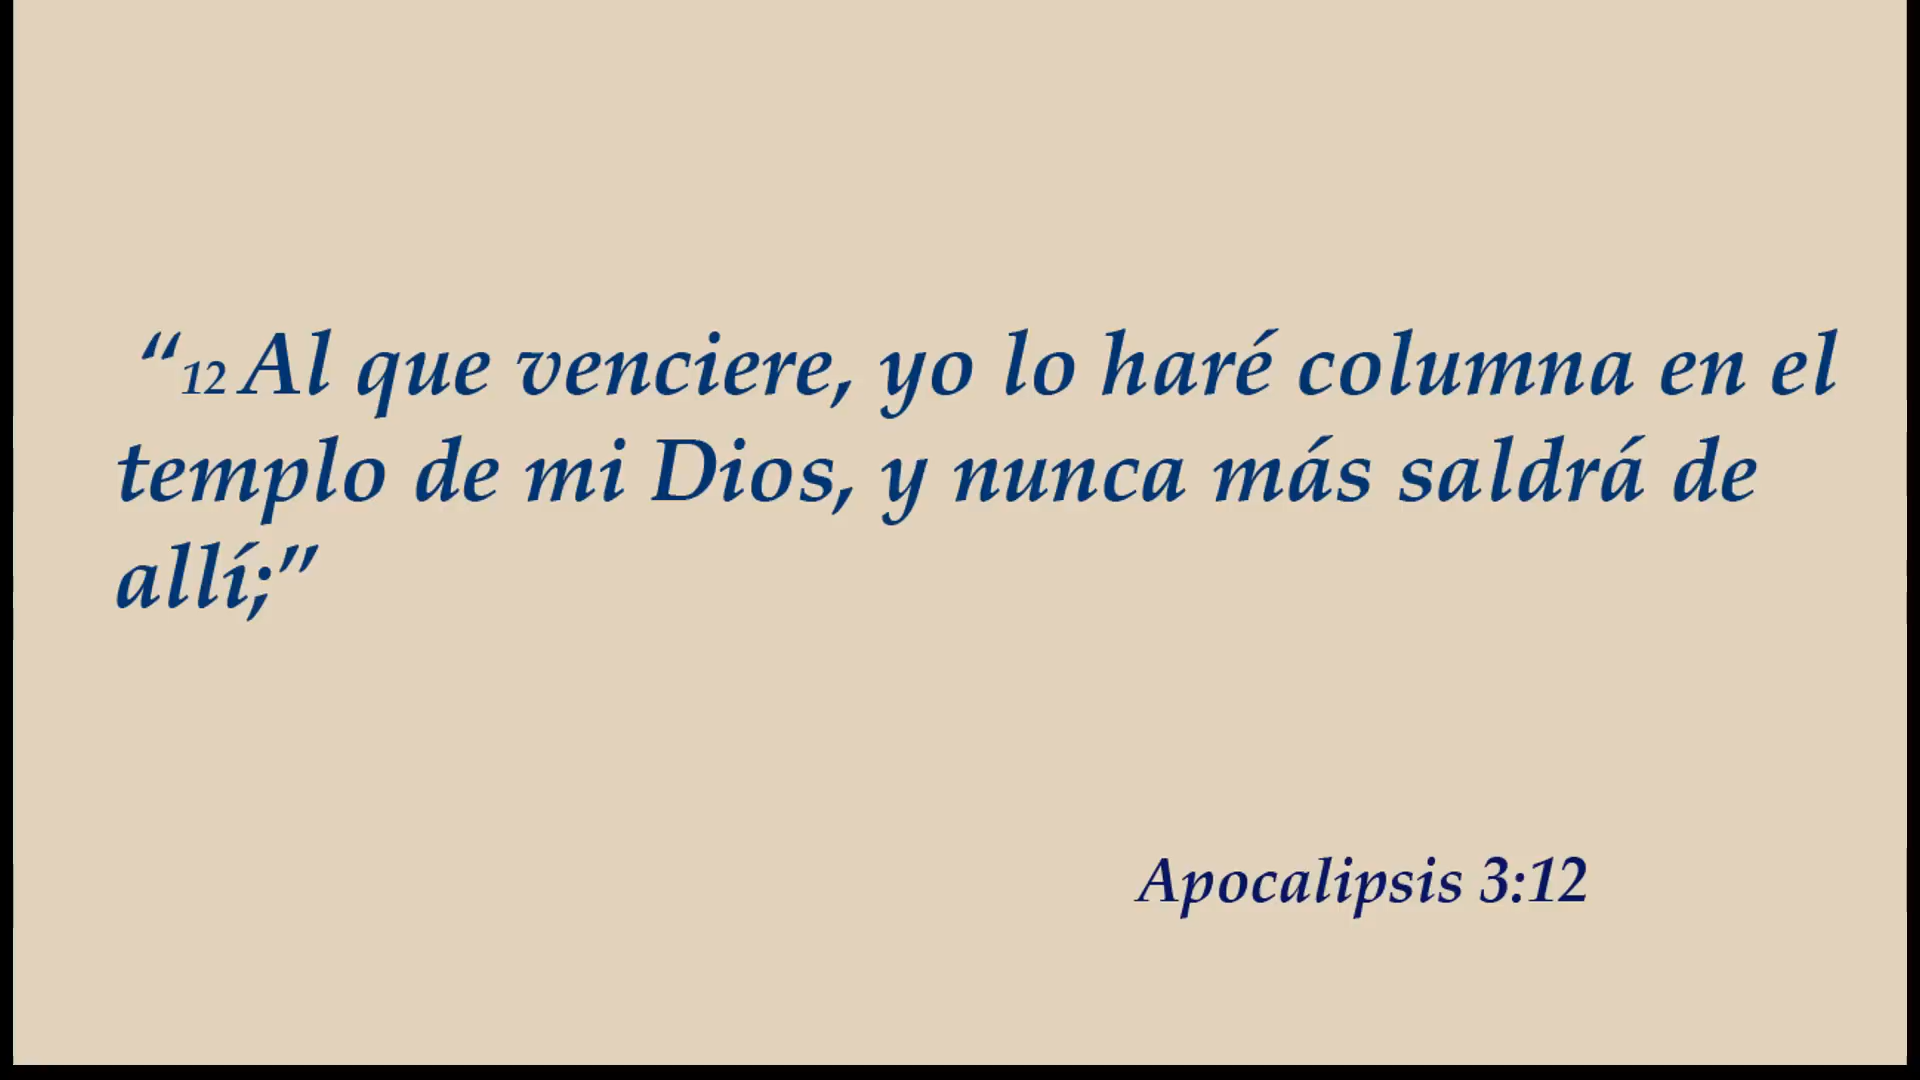 “12 Al que venciere, yo lo haré columna en el
templo de mi Dios, y nunca más saldrá de
allí;”
Apocalipsis 3:12